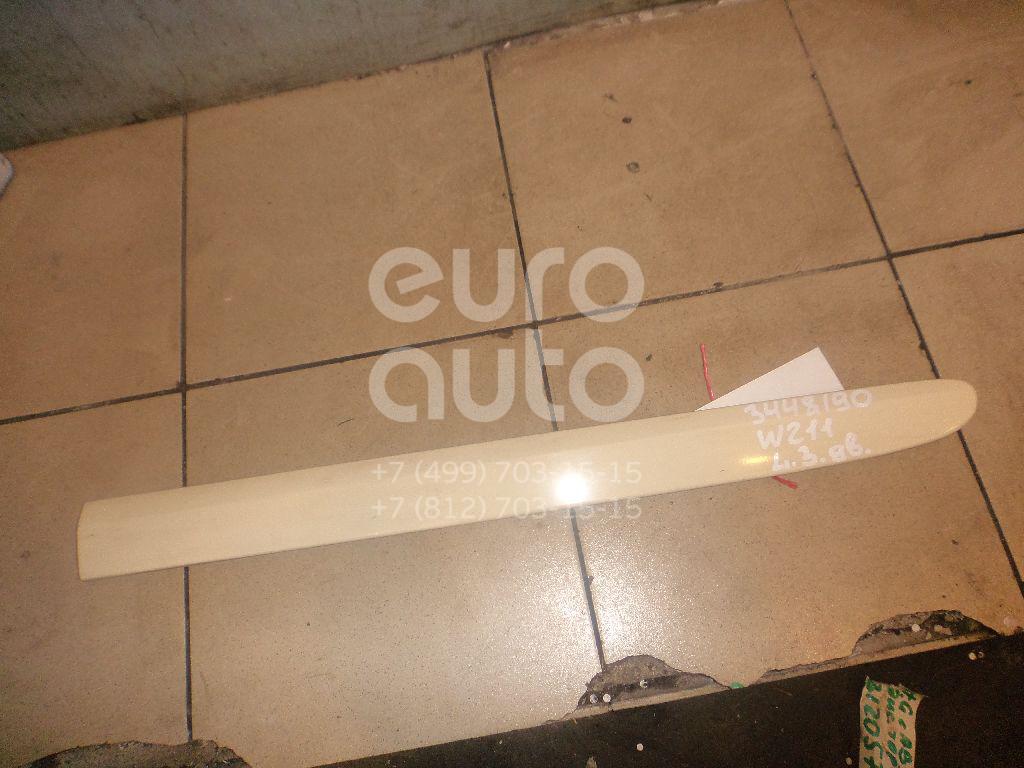 euro
auto
+7 (499) 703-15-15
+7 (812) 703-15-15
3448190
W211
L.З.дв.